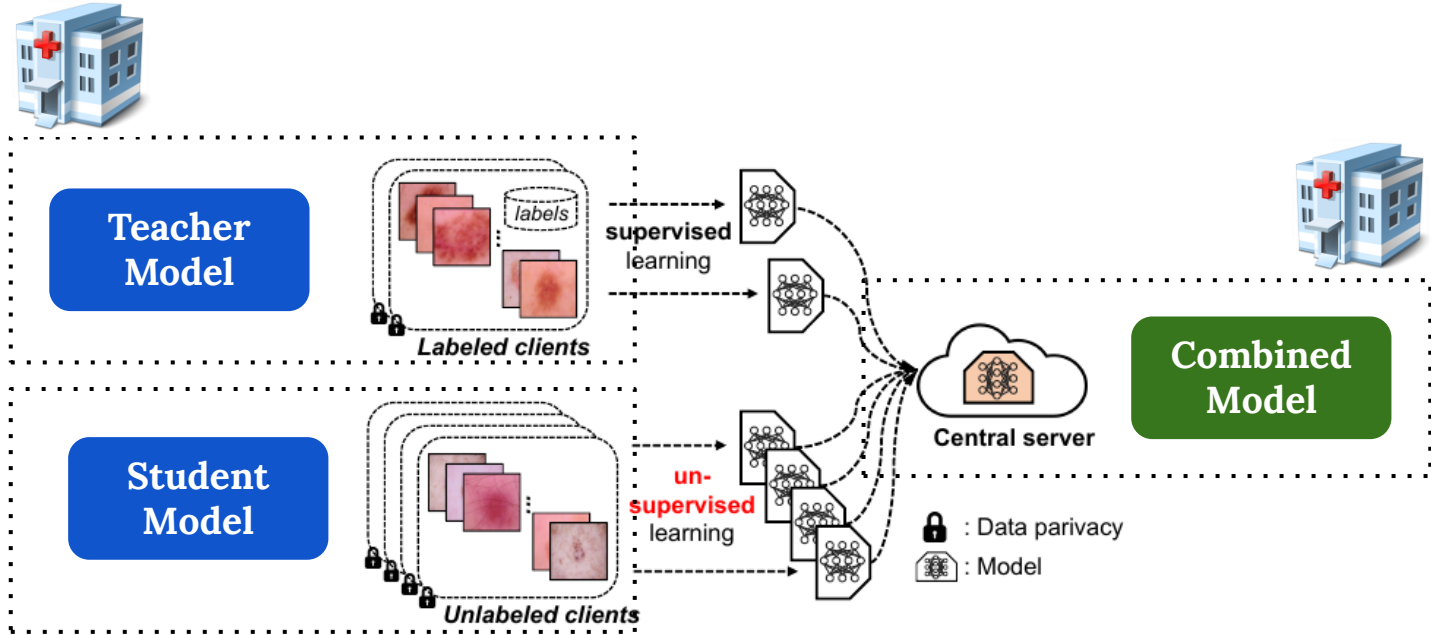 Teacher
Model
labels
Labeled clients
supervised
learning
Student
Model
Unlabeled clients
un-
supervised
learning
Central server
Combined
Model
: Data parivacy
: Model